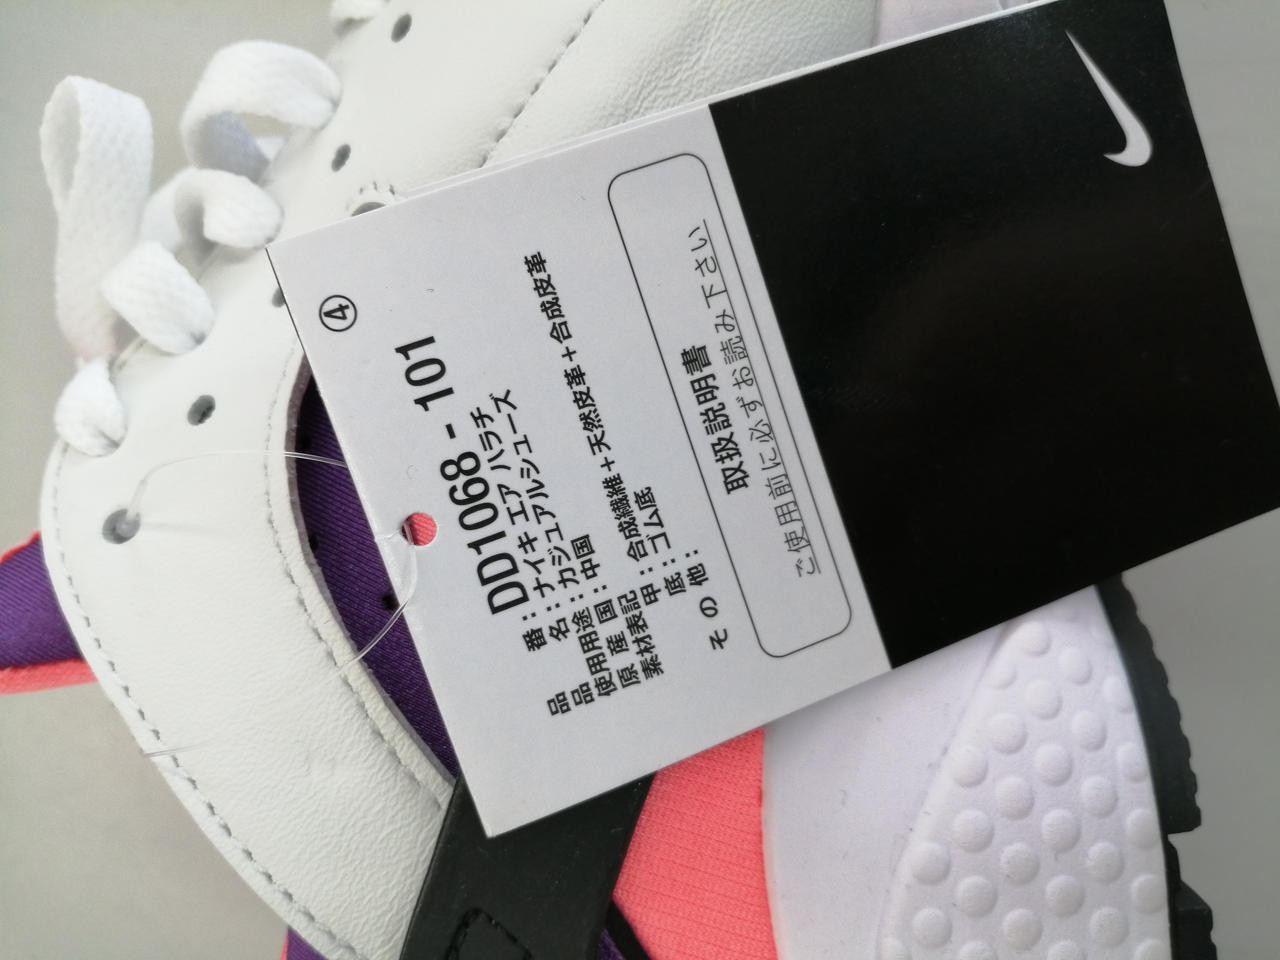 ④
品番:DD1068-101
品名:ナイキ エア ハラチ
使用用途:カジュアルシューズ
原産国:中国
素材表記
甲:合成繊維+天然皮革+合成皮革
底:ゴム底
その他:
取扱説明書
ご使用前に必ずお読み下さい